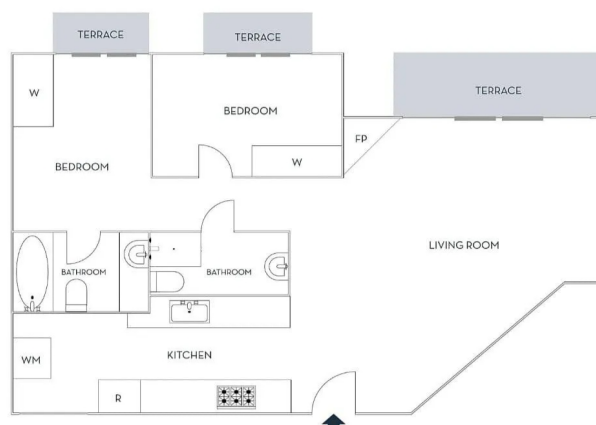 TERRACE
TERRACE
TERRACE
W
BEDROOM
FP
BEDROOM
W
LIVING ROOM
BATHROOM
BATHROOM
KITCHEN
WM
R